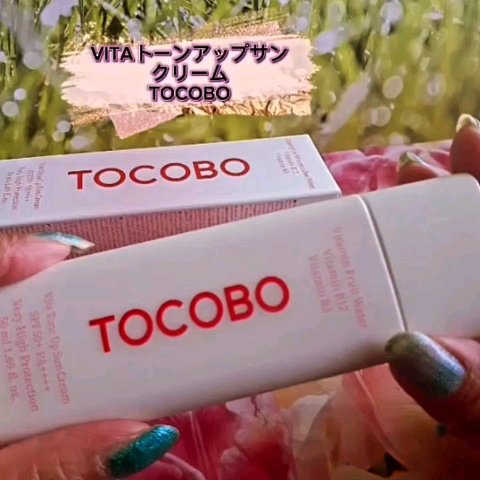 VITAトーンアップサン
クリーム
TOCOBO
TOCOBO
TOCOBO
Vitamin Fruit Water
Vitamin B12
Vitamin B3
Vita Tone Up Sun Cream
SPF50+ PA++++
Very High Protection
50 ml 1.69 fl. oz.